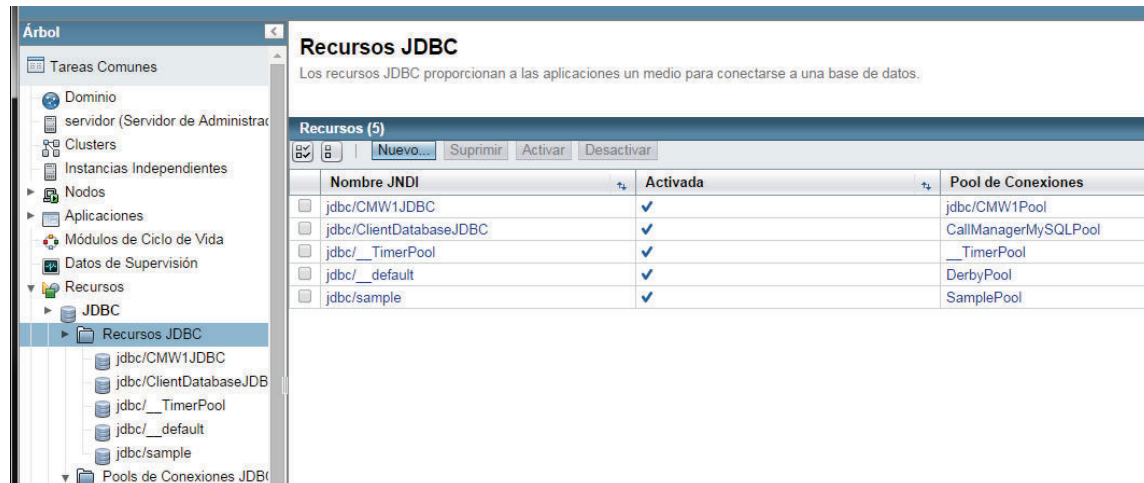 Árbol
Tareas Comunes
Dominio
servidor (Servidor de Administrac
Clusters
Instancias Independientes
Nodos
Aplicaciones
Módulos de Ciclo de Vida
Datos de Supervisión
Recursos
JDBC
Recursos JDBC
jdbc/CMW1JDBC
jdbc/ClientDatabaseJDB
jdbc/__TimerPool
jdbc/__default
jdbc/sample
Pools de Conexiones JDB(
Recursos JDBC
Los recursos JDBC proporcionan a las aplicaciones un medio para conectarse a una base de datos.
Recursos (5)
Nuevo... Suprimir Activar Desactivar
Nombre JNDI Activada Pool de Conexiones
jdbc/CMW1JDBC jdbc/CMW1Pool
jdbc/ClientDatabaseJDBC CallManagerMySQLPool
jdbc/__TimerPool __TimerPool
jdbc/__default DerbyPool
jdbc/sample SamplePool